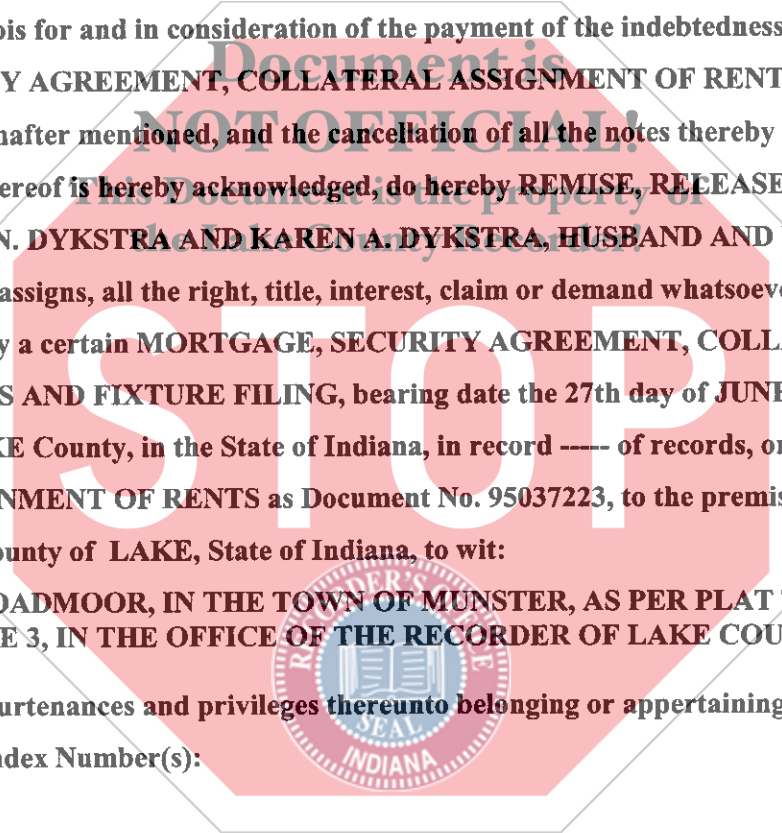 ois for and in consideration of the payment of the indebtedness
Document is
Y AGREEMENT, COLLATERAL ASSIGNMENT OF RENT
NOT OFFICIAL!
nafter mentioned, and the cancellation of all the notes thereby
This Document is the property of
ereof is hereby acknowledged, do hereby REMISE, RELEASE
the Lake County Recorder!
N. DYKSTRA AND KAREN A. DYKSTRA, HUSBAND AND
assigns, all the right, title, interest, claim or demand whatsoev
STOP
y a certain MORTGAGE, SECURITY AGREEMENT, COLL
S AND FIXTURE FILING, bearing date the 27th day of JUNE
KE County, in the State of Indiana, in record ----- of records, o
NMENT OF RENTS as Document No. 95037223, to the premis
ounty of LAKE, State of Indiana, to wit:
OADMOOR, IN THE TOWN OF MUNSTER, AS PER PLAT
E 3, IN THE OFFICE OF THE RECORDER OF LAKE COU
RECORDER'S OFFICE
SEAL
INDIANA
urtenances and privileges thereunto belonging or appertaining
ndex Number(s):